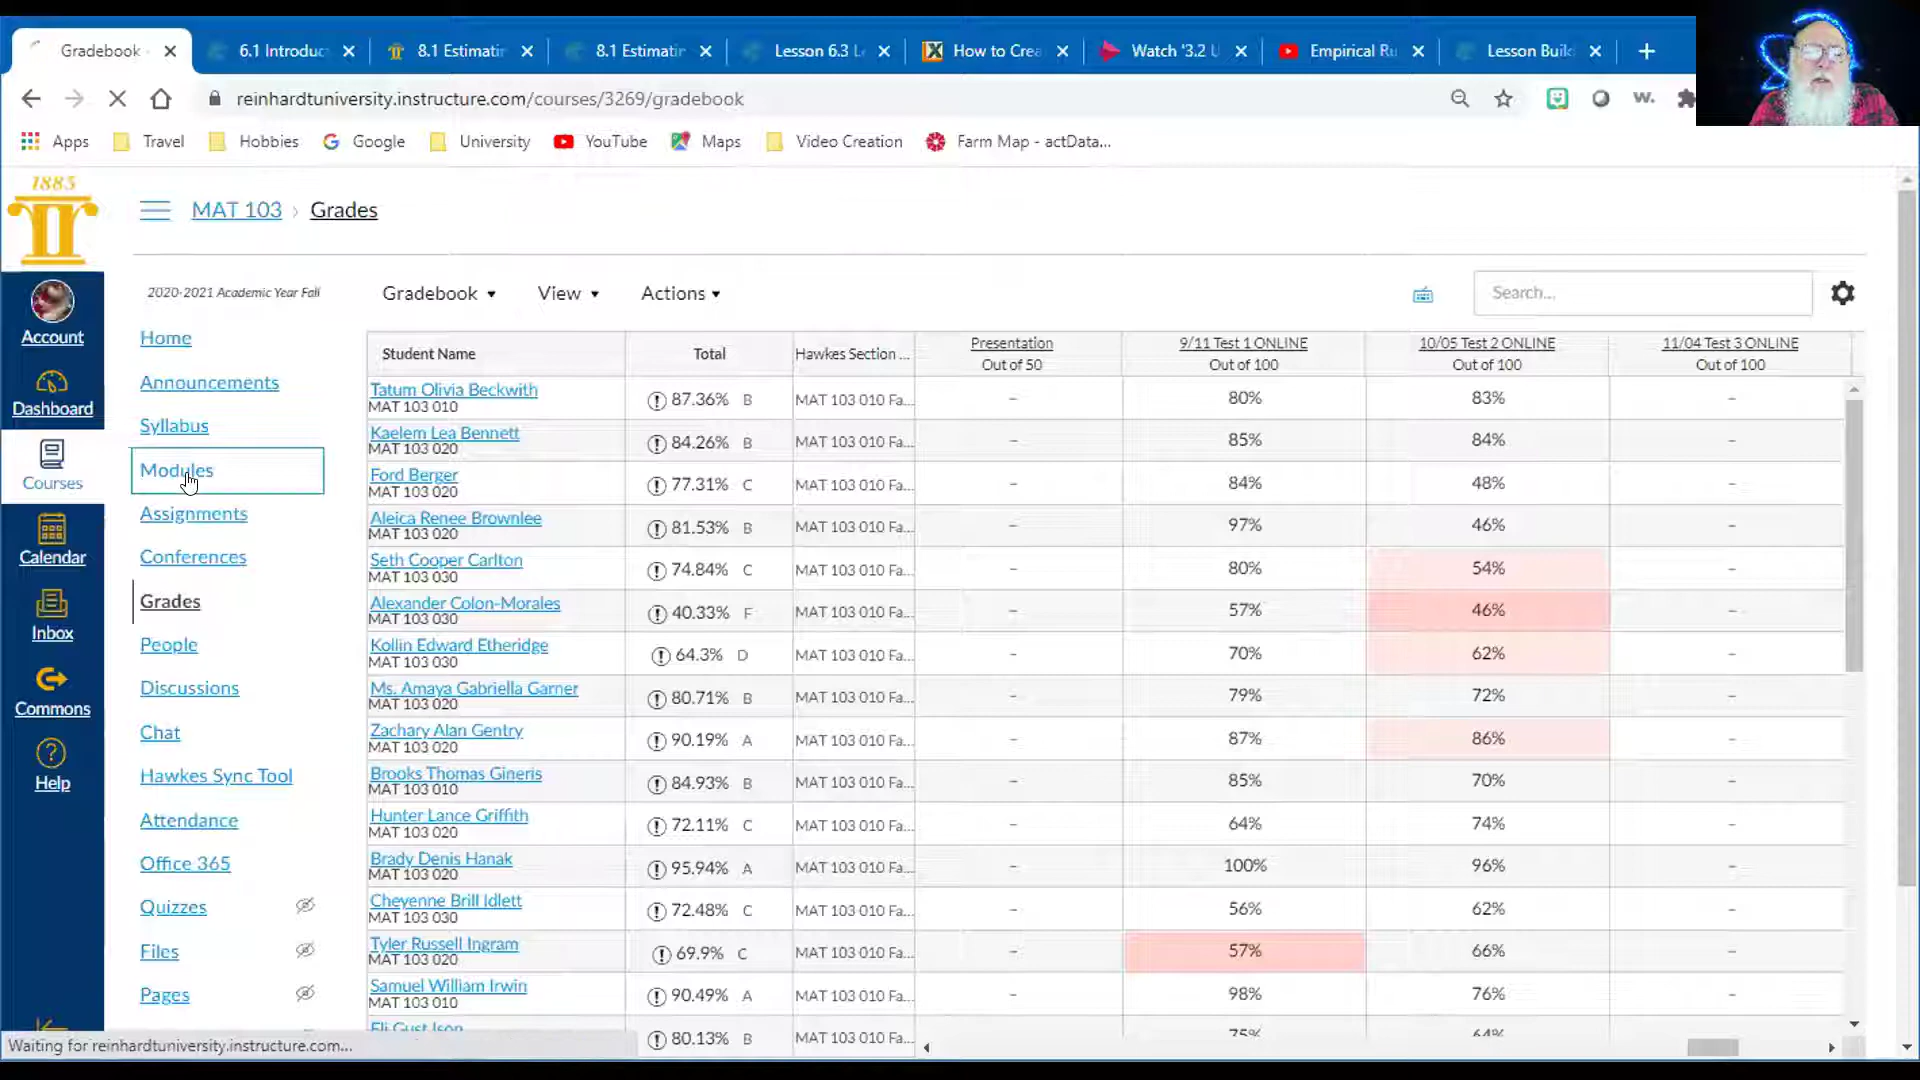 Gradebook -
6.1 Introduc
8.1 Estimatin
8.1 Estimatin
Lesson 6.3 L
How to Crea
Watch '3.2 U
Empirical Ru
Lesson Buil
reinhardtuniversity.instructure.com/courses/3269/gradebook
w.
Apps Travel Hobbies Google University YouTube Maps Video Creation Farm Map - actData...
1883
MAT 103 › Grades
Account
Dashboard
Courses
Calendar
Inbox
Commons
Help
2020-2021 Academic Year Fall
Home
Announcements
Syllabus
Modules
Assignments
Conferences
Grades
People
Discussions
Chat
Hawkes Sync Tool
Attendance
Office 365
Quizzes
Files
Pages
Gradebook View Actions
Search...
Student Name Total Hawkes Section ... Presentation 9/11 Test 1 ONLINE 10/05 Test 2 ONLINE 11/04 Test 3 ONLINE
Out of 50 Out of 100 Out of 100 Out of 100
Tatum Olivia Beckwith
MAT 103 010 87.36% B MAT 103 010 Fa... – 80% 83% –
Kaelem Lea Bennett
MAT 103 020 84.26% B MAT 103 010 Fa... – 85% 84% –
Ford Berger
MAT 103 020 77.31% C MAT 103 010 Fa... – 84% 48% –
Aleica Renee Brownlee
MAT 103 020 81.53% B MAT 103 010 Fa... – 97% 46% –
Seth Cooper Carlton
MAT 103 030 74.84% C MAT 103 010 Fa... – 80% 54% –
Alexander Colon-Morales
MAT 103 030 40.33% F MAT 103 010 Fa... – 57% 46% –
Kollin Edward Etheridge
MAT 103 030 64.3% D MAT 103 010 Fa... – 70% 62% –
Ms. Amaya Gabriella Garner
MAT 103 020 80.71% B MAT 103 010 Fa... – 79% 72% –
Zachary Alan Gentry
MAT 103 020 90.19% A MAT 103 010 Fa... – 87% 86% –
Brooks Thomas Gineris
MAT 103 010 84.93% B MAT 103 010 Fa... – 85% 70% –
Hunter Lance Griffith
MAT 103 020 72.11% C MAT 103 010 Fa... – 64% 74% –
Brady Denis Hanak
MAT 103 020 95.94% A MAT 103 010 Fa... – 100% 96% –
Cheyenne Brill Idlett
MAT 103 030 72.48% C MAT 103 010 Fa... – 56% 62% –
Tyler Russell Ingram
MAT 103 020 69.9% C MAT 103 010 Fa... – 57% 66% –
Samuel William Irwin
MAT 103 010 90.49% A MAT 103 010 Fa... – 98% 76% –
Eli Gust Ison
80.13% B MAT 103 010 Fa... – 75% 64% –
Waiting for reinhardtuniversity.instructure.com...